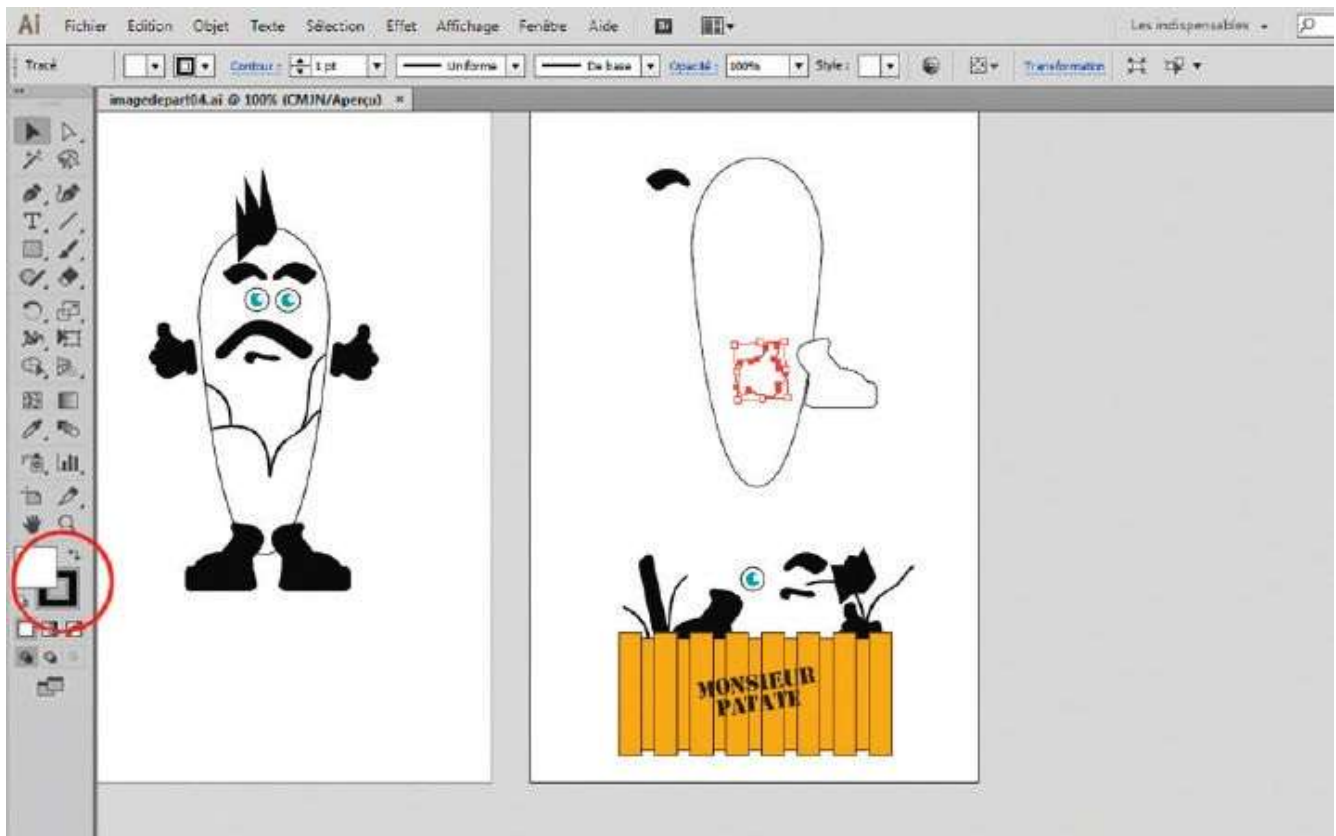 Ai Fichier Edition Objet Texte Sélection Effet Affichage Fenêtre Aide Br Les indispensables
Tracé Contour : 1 pt Uniforme De base Opacité : 100% Style : Transformation
imagedepart04.ai @ 100% (CMJN/Aperçu) ×
T
MONSIEUR
PATATE